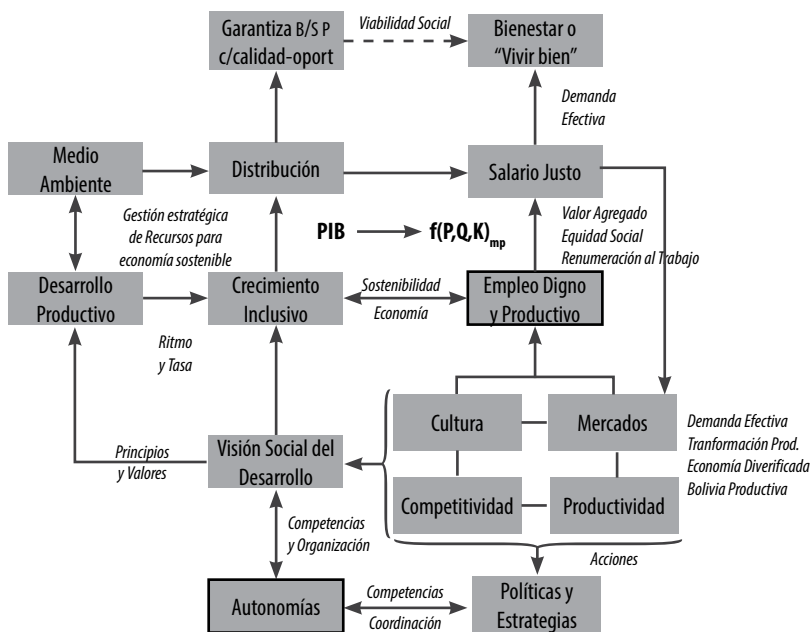 Garantiza B/S P
c/calidad-oport
Viabilidad Social
Bienestar o
“Vivir bien”
Demanda
Efectiva
Medio
Ambiente
Distribución
Salario Justo
Gestión estratégica
de Recursos para
economía sostenible
PIB
f(P,Q,K)mp
Valor Agregado
Equidad Social
Renumeración al Trabajo
Desarrollo
Productivo
Crecimiento
Inclusivo
Sostenibilidad
Economía
Empleo Digno
y Productivo
Ritmo
y Tasa
Cultura
Mercados
Demanda Efectiva
Tranformación Prod.
Economía Diverificada
Bolivia Productiva
Principios
y Valores
Visión Social del
Desarrollo
Competitividad
Productividad
Competencias
y Organización
Acciones
Autonomías
Competencias
Coordinación
Políticas y
Estrategias